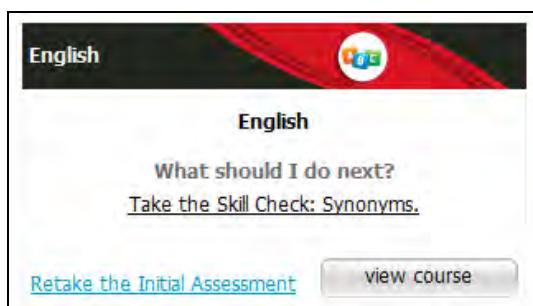 English
English
What should I do next?
Take the Skill Check: Synonyms.
Retake the Initial Assessment view course